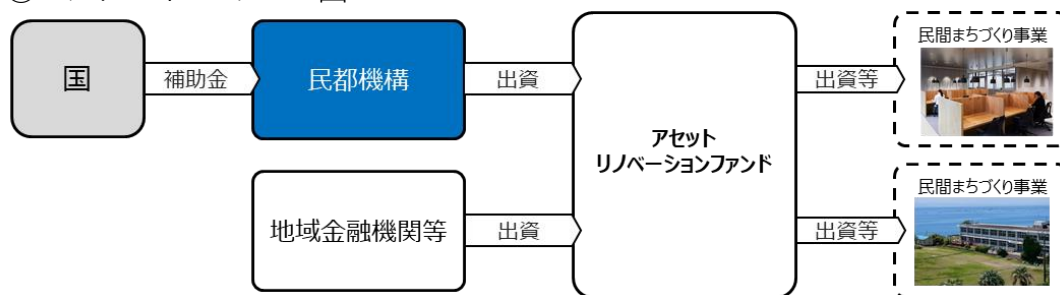 国
補助金
民都機構
出資
地域金融機関等
出資
アセット
リノベーションファンド
出資等
民間まちづくり事業
出資等
民間まちづくり事業